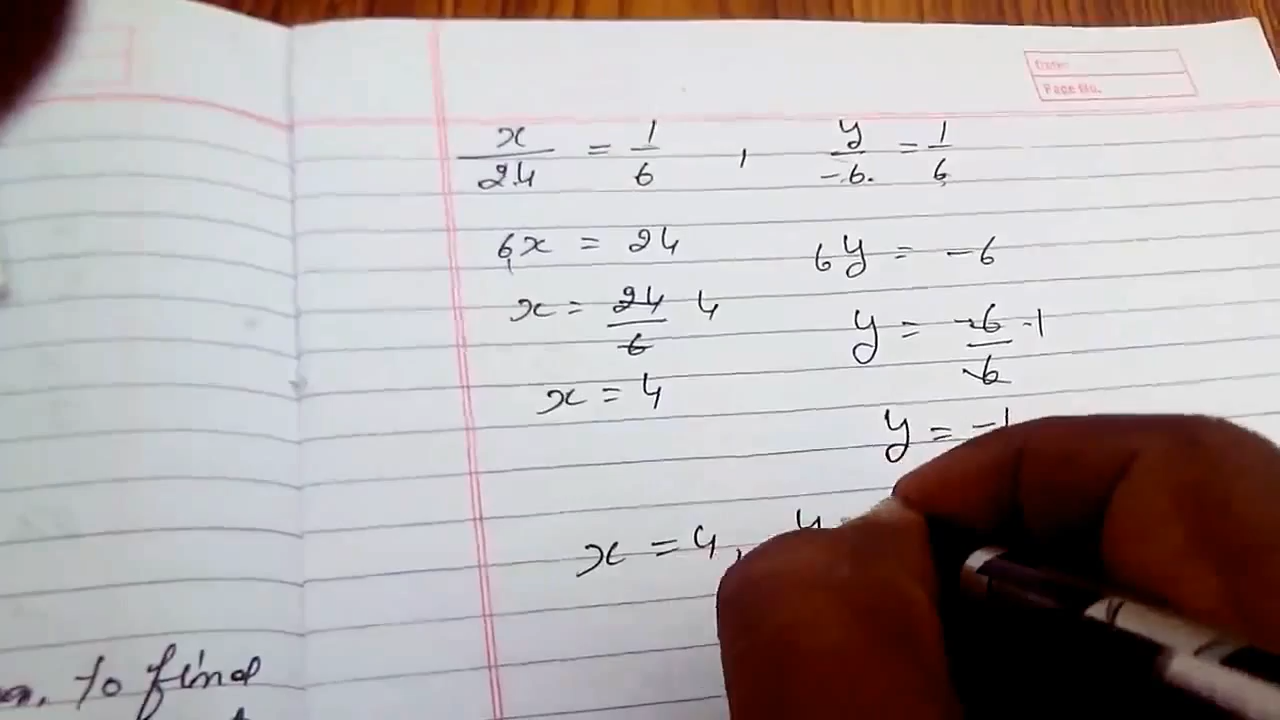 Date:
Page No.
x/24 = 1/6 , y/-6. = 1/6
6x = 24 6y = -6
x = 24/6 4 y = -6/6 -1
x = 4 y = -1
x = 4, y
to find